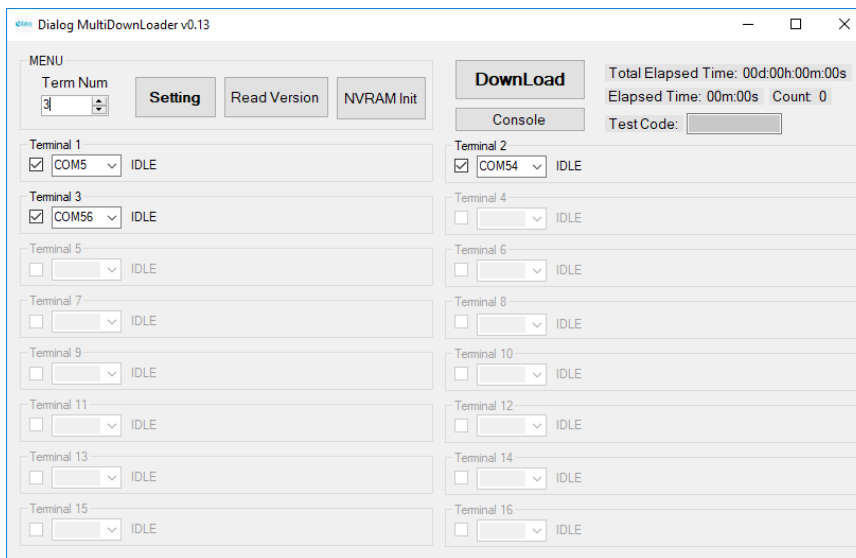 Dialog MultiDownLoader v0.13
MENU
Term Num
3
Setting
Read Version
NVRAM Init
DownLoad
Console
Total Elapsed Time: 00d:00h:00m:00s
Elapsed Time: 00m:00s Count: 0
Test Code:
Terminal 1
COM5 IDLE
Terminal 2
COM54 IDLE
Terminal 3
COM56 IDLE
Terminal 4
IDLE
Terminal 5
IDLE
Terminal 6
IDLE
Terminal 7
IDLE
Terminal 8
IDLE
Terminal 9
IDLE
Terminal 10
IDLE
Terminal 11
IDLE
Terminal 12
IDLE
Terminal 13
IDLE
Terminal 14
IDLE
Terminal 15
IDLE
Terminal 16
IDLE